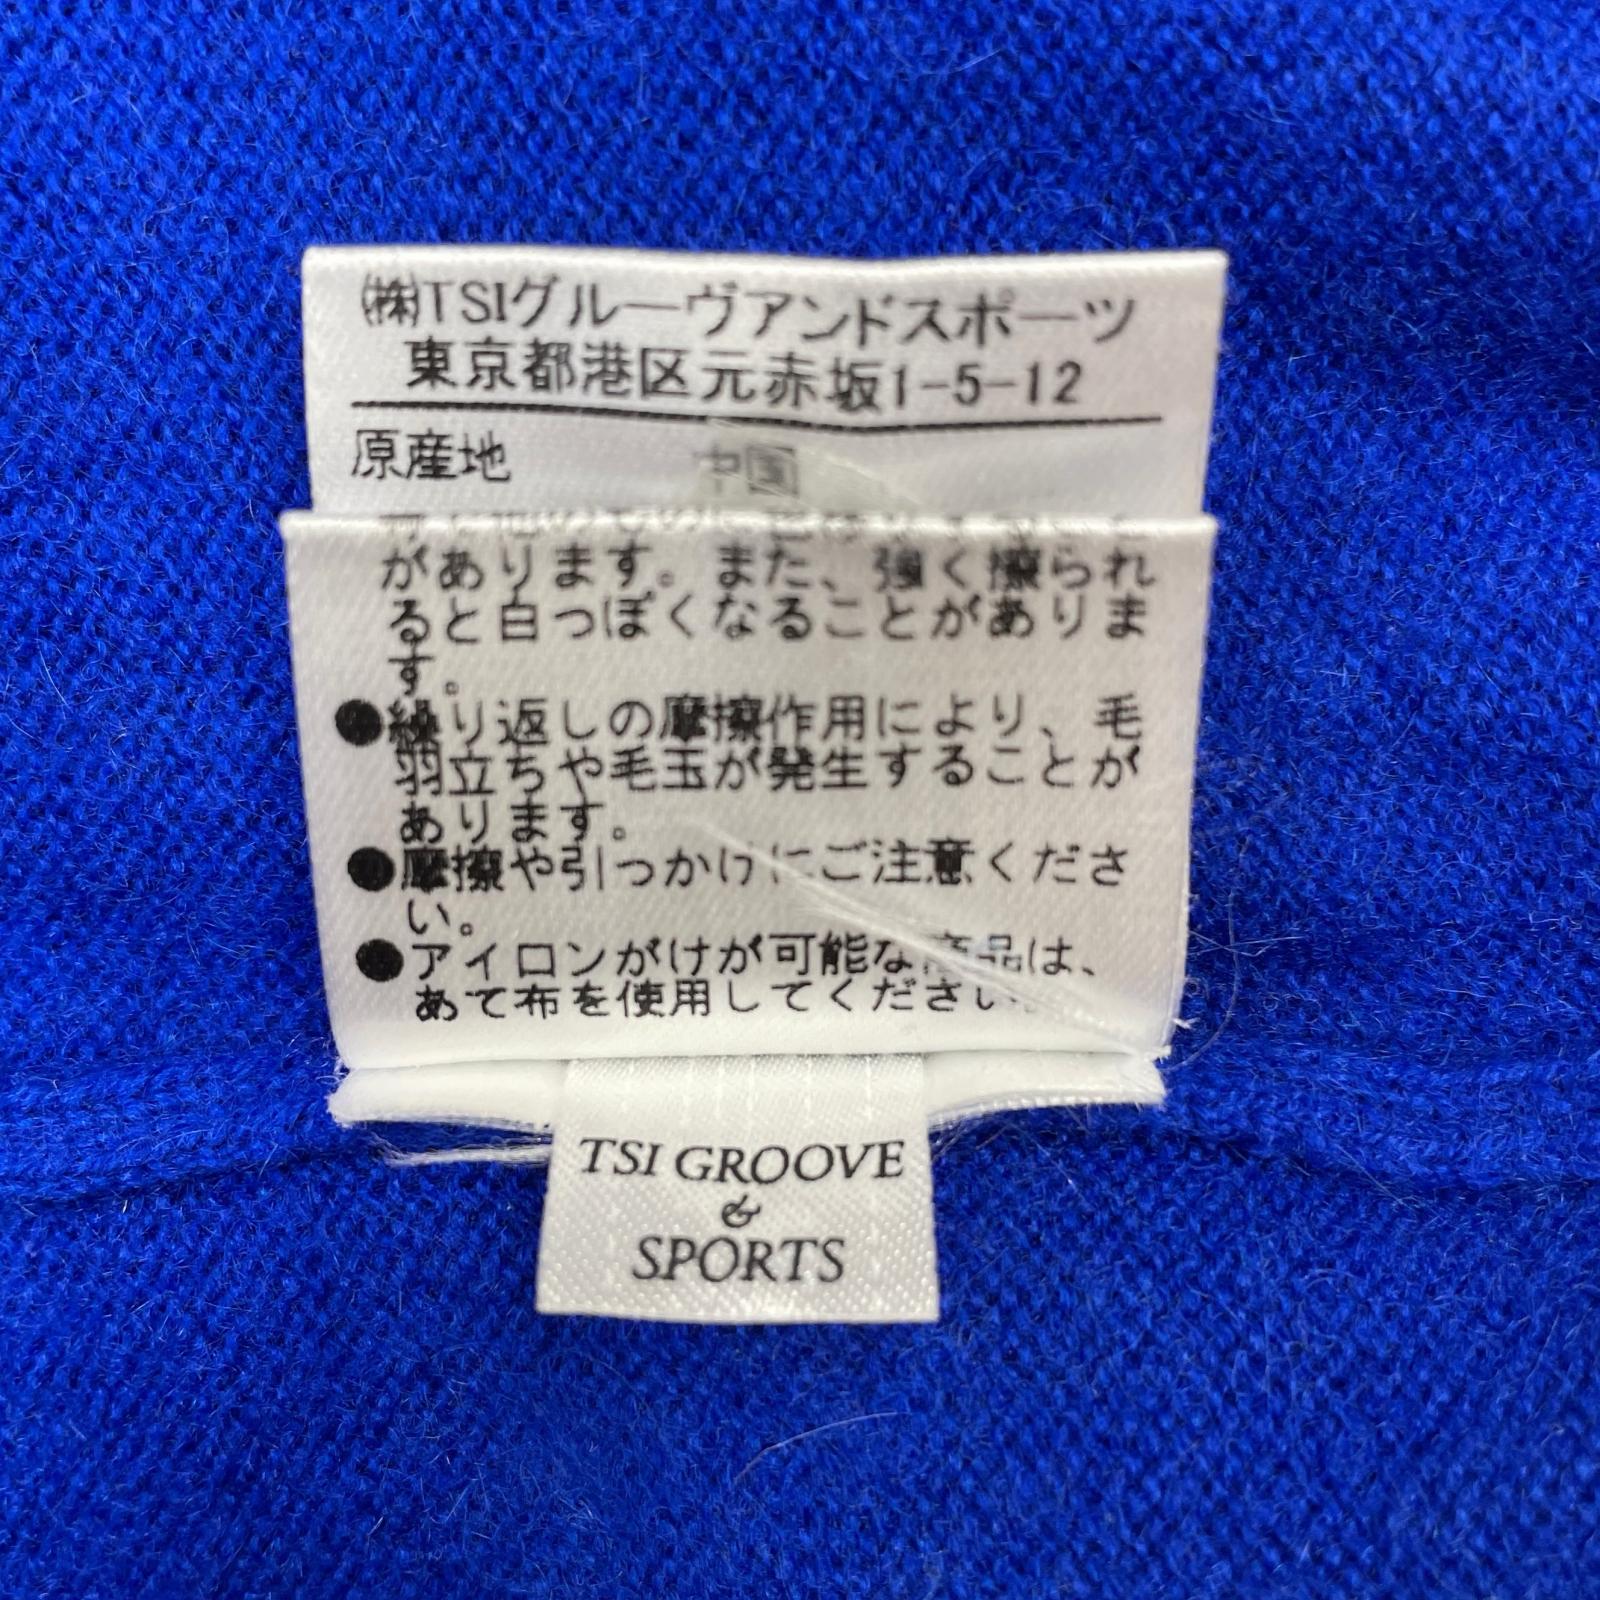 ㈱TSIグルーヴアンドスポーツ
東京都港区元赤坂1-5-12
原産地 中国
があります。また、強く擦られ
ると白っぽくなることがありま
す。
●繰り返しの摩擦作用により、毛
羽立ちや毛玉が発生することが
あります。
●摩擦や引っかけにご注意くださ
い。
●アイロンがけが可能な商品は、
あて布を使用してください。
TSI GROOVE
&
SPORTS